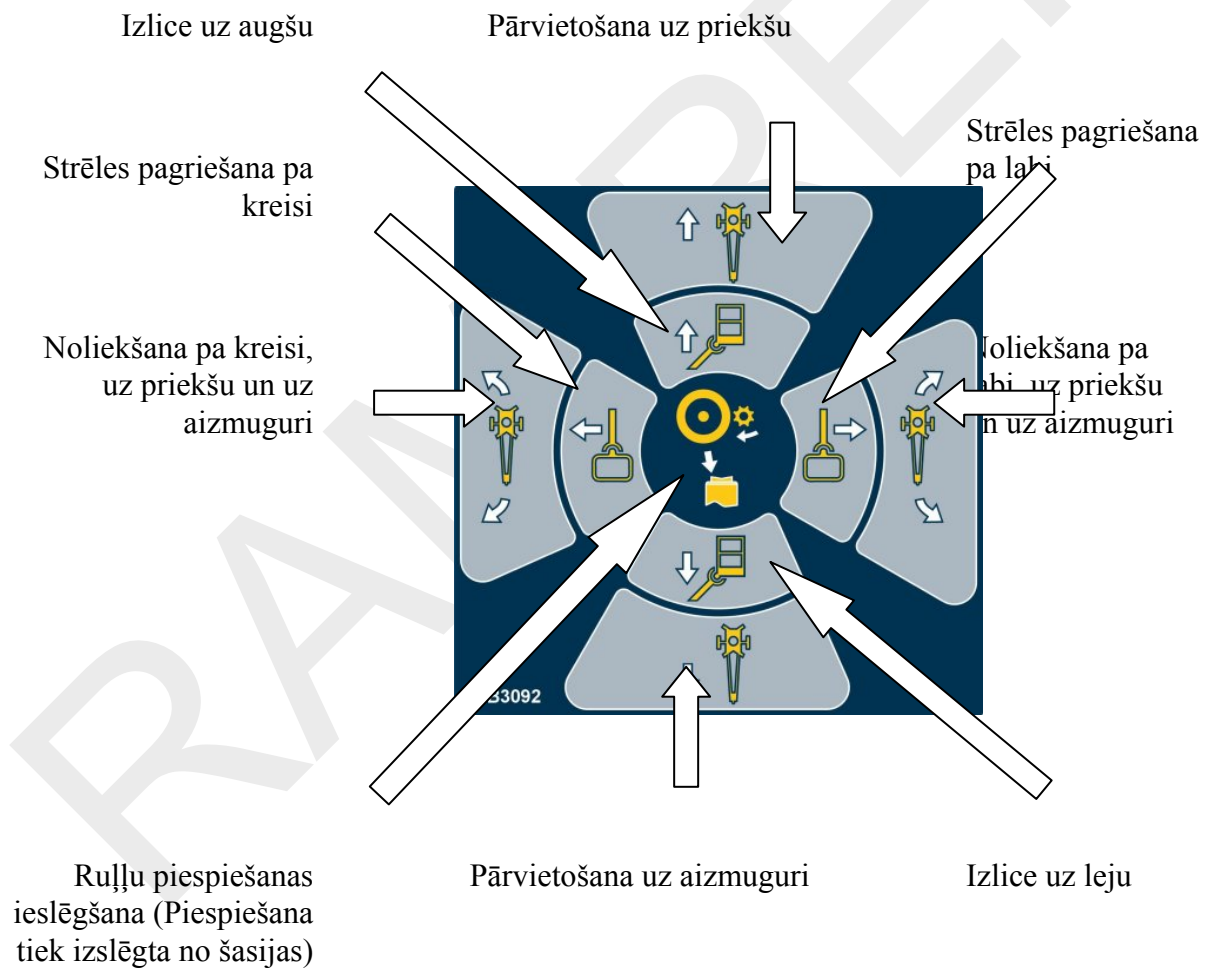 Izlice uz augšu
Pārvietošana uz priekšu
Strēles pagriešana
pa labi
Strēles pagriešana pa
kreisi
Noliekšana pa kreisi,
uz priekšu un uz
aizmuguri
Noliekšana pa
labi, uz priekšu
un uz aizmuguri
B3092
Ruļļu piespiešanas
ieslēgšana (Piespiešana
tiek izslēgta no šasijas)
Pārvietošana uz aizmuguri
Izlice uz leju